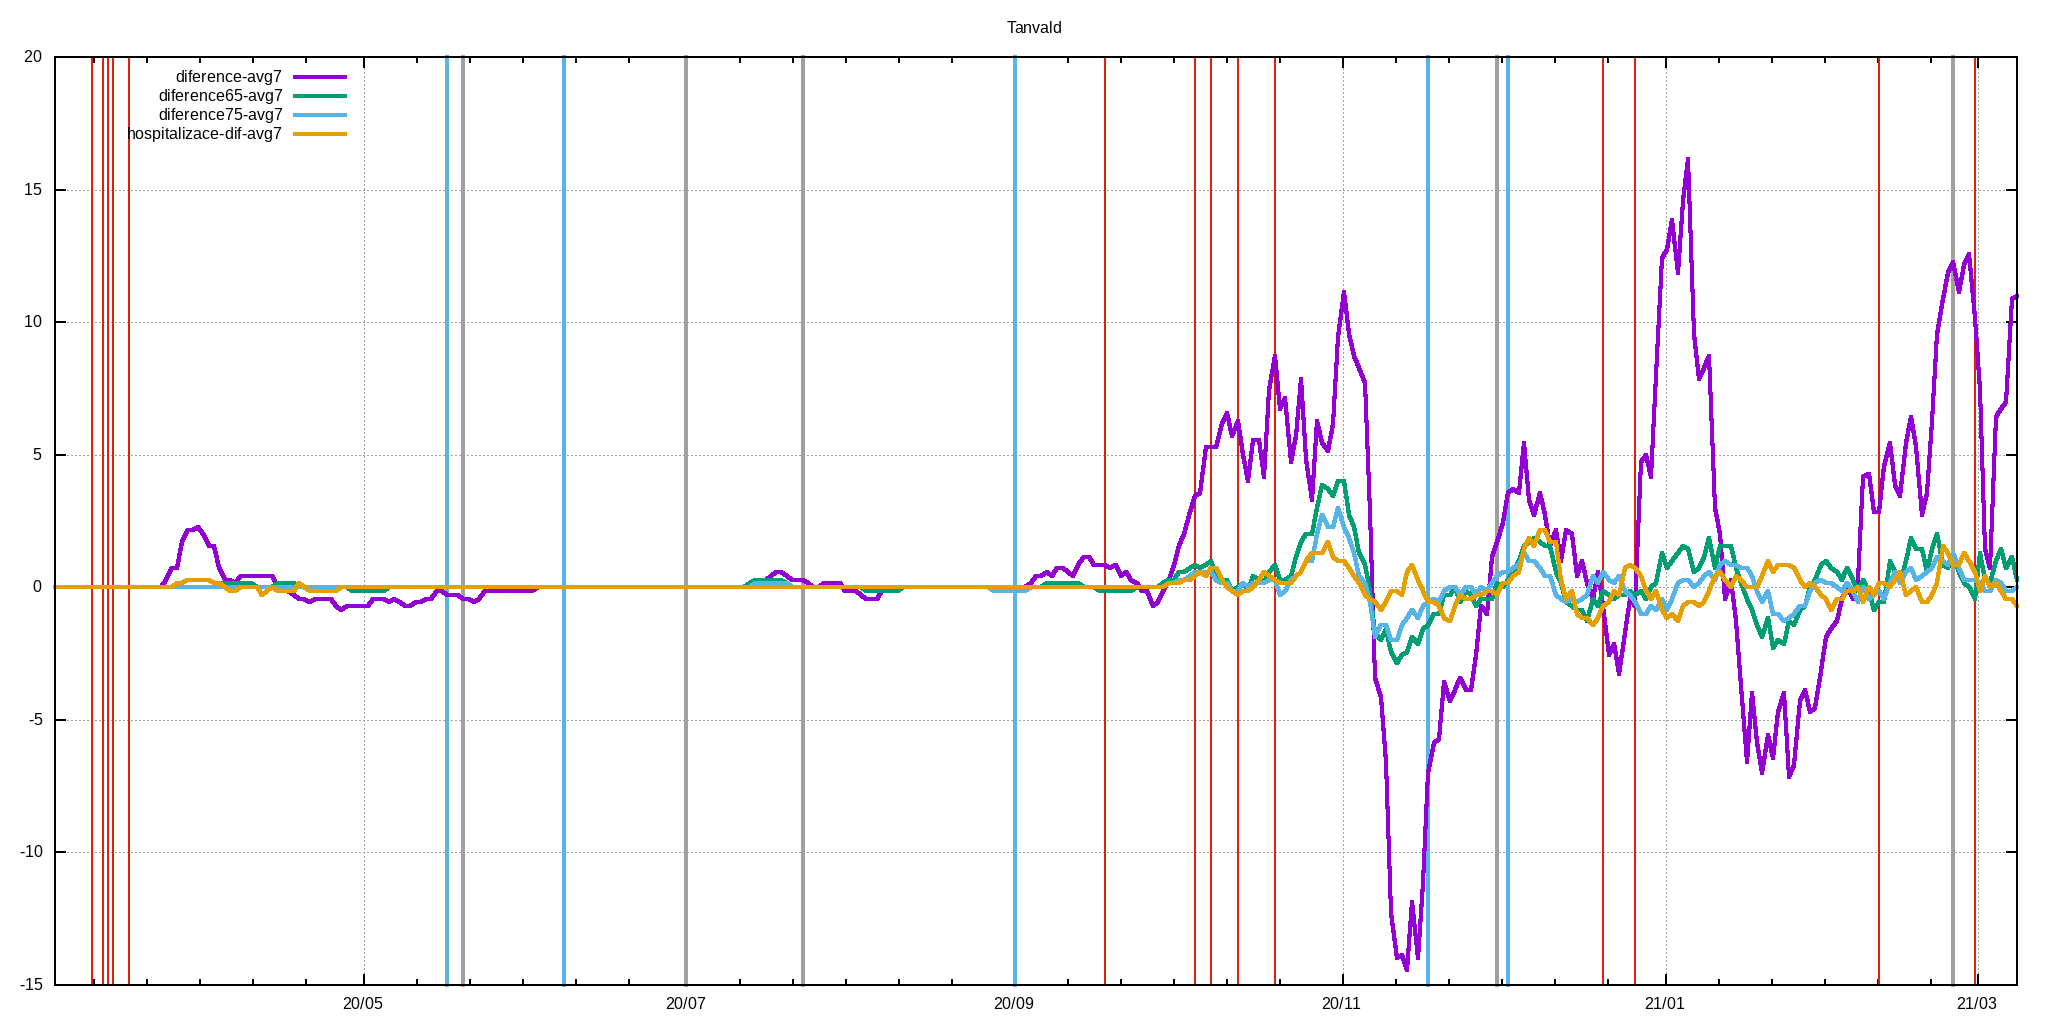 Tanvald
20
15
10
5
0
-5
-10
-15
diference-avg7
diference65-avg7
diference75-avg7
hospitalizace-dif-avg7
20/05
20/07
20/09
20/11
21/01
21/03